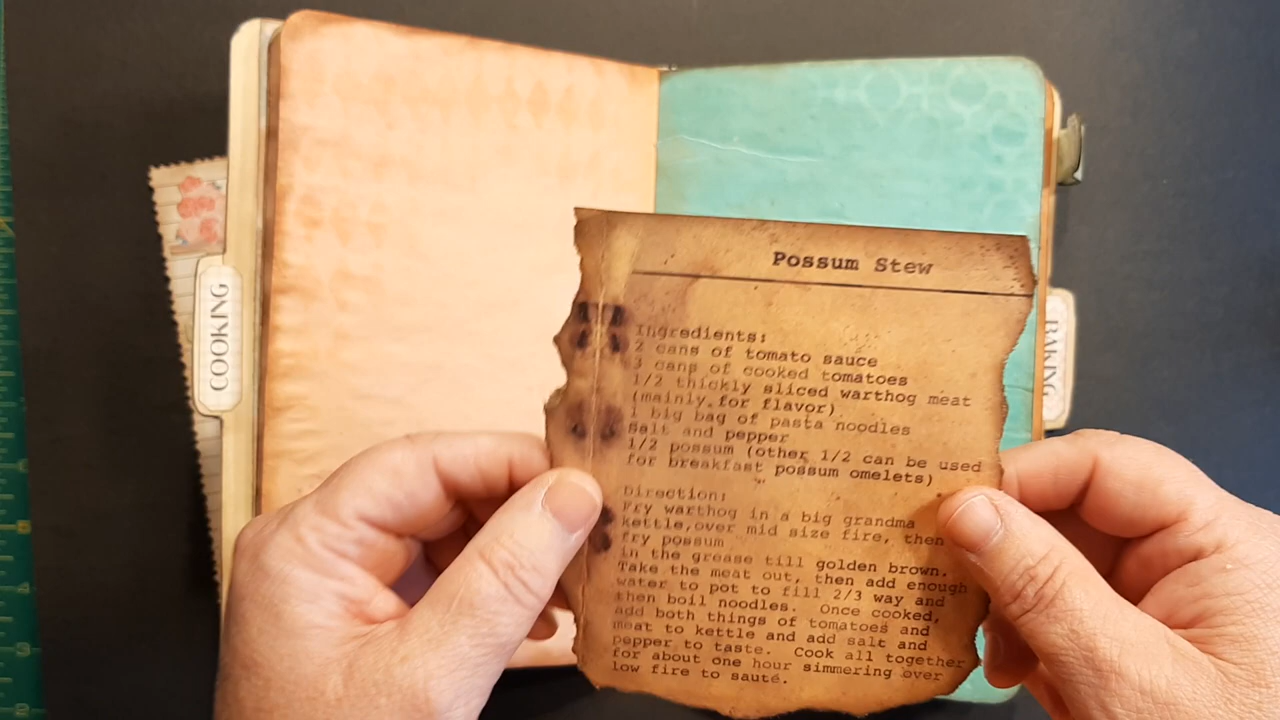 COOKING
BAKING
Possum Stew
Ingredients:
2 cans of tomato sauce
3 cans of cooked tomatoes
1/2 thickly sliced warthog meat
(mainly for flavor)
1 big bag of pasta noodles
Salt and pepper
1/2 possum (other 1/2 can be used
for breakfast possum omelets)
Direction:
Fry warthog in a big grandma
kettle,over mid size fire, then
fry possum
in the grease till golden brown.
Take the meat out, then add enough
water to pot to fill 2/3 way and
then boil noodles. Once cooked,
add both things of tomatoes and
meat to kettle and add salt and
pepper to taste. Cook all together
for about one hour simmering over
low fire to sauté.
5
4
3
2